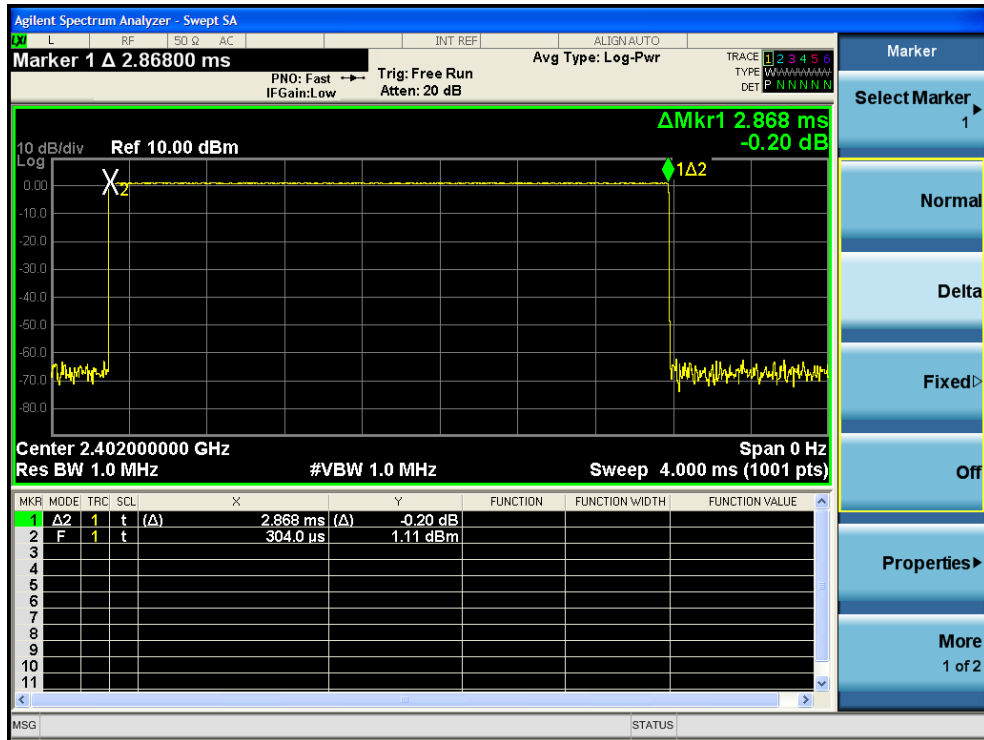 Agilent Spectrum Analyzer - Swept SA
LXI L RF 50 Ω AC INT REF ALIGN AUTO
Marker 1 Δ 2.86800 ms
PNO: Fast
IFGain:Low
Trig: Free Run
Atten: 20 dB
Avg Type: Log-Pwr
TRACE 1 2 3 4 5 6
TYPE W
DET P N N N N N
ΔMkr1 2.868 ms
-0.20 dB
10 dB/div Ref 10.00 dBm
Log
1Δ2
X2
0.00
-10.0
-20.0
-30.0
-40.0
-50.0
-60.0
-70.0
-80.0
Center 2.402000000 GHz Span 0 Hz
Res BW 1.0 MHz #VBW 1.0 MHz Sweep 4.000 ms (1001 pts)
MKR MODE TRC SCL X Y FUNCTION FUNCTION WIDTH FUNCTION VALUE
1 Δ2 1 t (Δ) 2.868 ms (Δ) -0.20 dB
2 F 1 t 304.0 µs 1.11 dBm
3
4
5
6
7
8
9
10
11
MSG STATUS
Marker
Select Marker
1
Normal
Delta
Fixed
Off
Properties
More
1 of 2